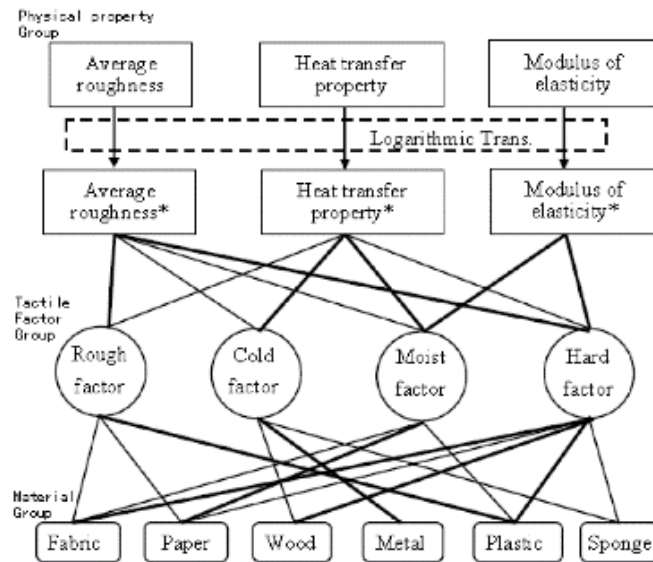 Physical property
Group
Average
roughness
Heat transfer
property
Modulus of
elasticity
Logarithmic Trans.
Average
roughness*
Heat transfer
property*
Modulus of
elasticity*
Tactile
Factor
Group
Rough
factor
Cold
factor
Moist
factor
Hard
factor
Material
Group
Fabric
Paper
Wood
Metal
Plastic
Sponge